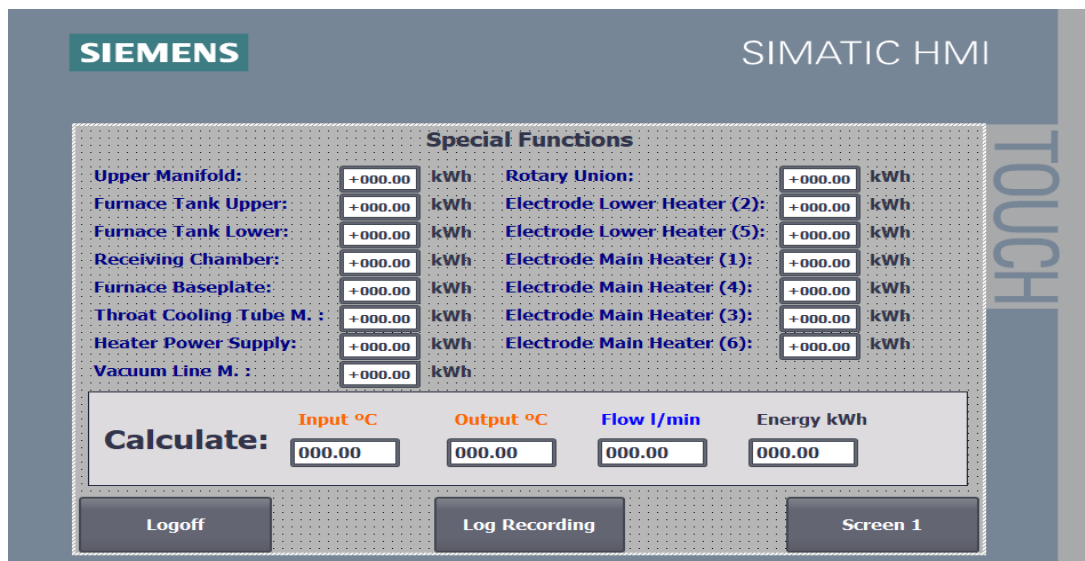 SIEMENS
SIMATIC HMI
TOUCH
Special Functions
Upper Manifold: +000.00 kWh Rotary Union: +000.00 kWh
Furnace Tank Upper: +000.00 kWh Electrode Lower Heater (2): +000.00 kWh
Furnace Tank Lower: +000.00 kWh Electrode Lower Heater (5): +000.00 kWh
Receiving Chamber: +000.00 kWh Electrode Main Heater (1): +000.00 kWh
Furnace Baseplate: +000.00 kWh Electrode Main Heater (4): +000.00 kWh
Throat Cooling Tube M. : +000.00 kWh Electrode Main Heater (3): +000.00 kWh
Heater Power Supply: +000.00 kWh Electrode Main Heater (6): +000.00 kWh
Vacuum Line M. : +000.00 kWh
Input ºC Output ºC Flow l/min Energy kWh
Calculate: 000.00 000.00 000.00 000.00
Logoff Log Recording Screen 1